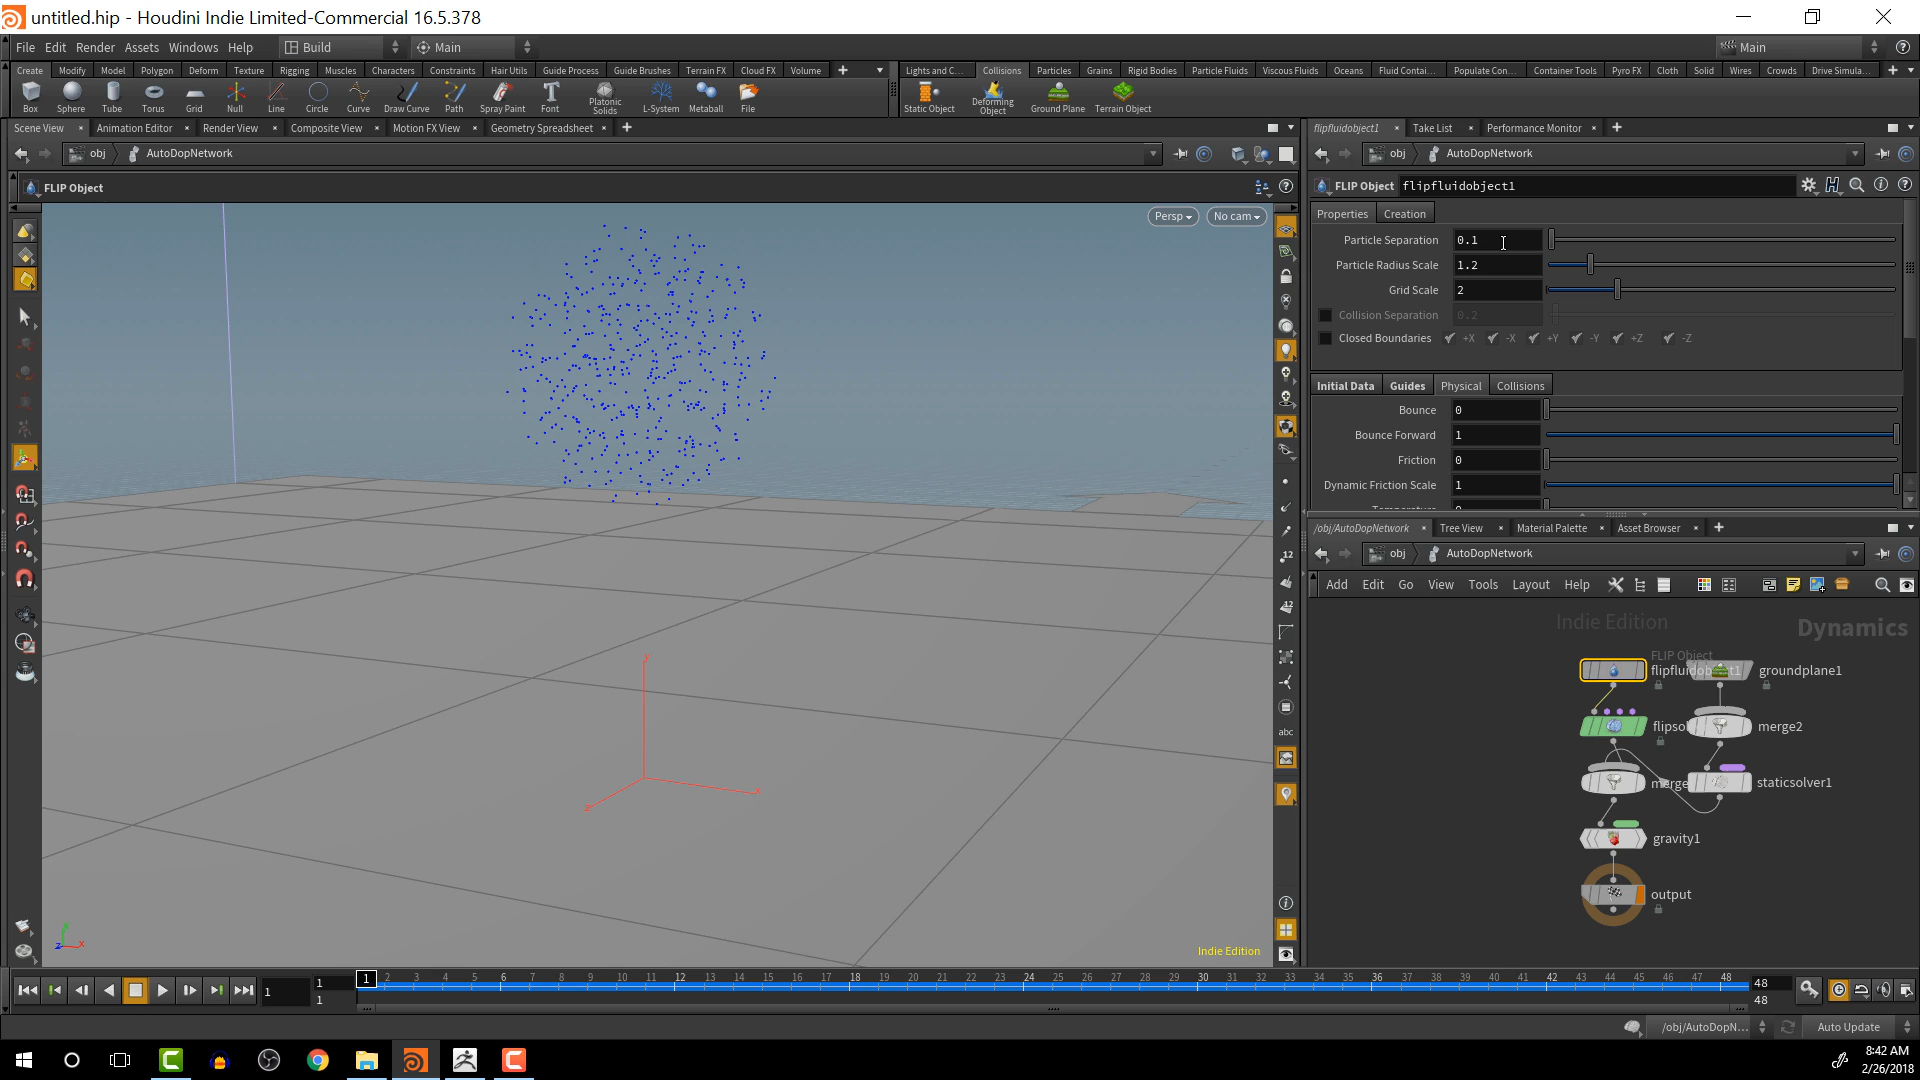 untitled.hip - Houdini Indie Limited-Commercial 16.5.378
File Edit Render Assets Windows Help Build Main Main
Create Modify Model Polygon Deform Texture Rigging Muscles Characters Constraints Hair Utils Guide Process Guide Brushes Terrain FX Cloud FX Volume
Lights and C... Collisions Particles Grains Rigid Bodies Particle Fluids Viscous Fluids Oceans Fluid Contai... Populate Con... Container Tools Pyro FX Cloth Solid Wires Crowds Drive Simula...
Box Sphere Tube Torus Grid Null Line Circle Curve Draw Curve Path Spray Paint Font Platonic Solids L-System Metaball File
Static Object Deforming Object Ground Plane Terrain Object
Scene View Animation Editor Render View Composite View Motion FX View Geometry Spreadsheet
flipfluidobject1 Take List Performance Monitor
obj AutoDopNetwork
obj AutoDopNetwork
FLIP Object
FLIP Object flipfluidobject1
Persp No cam
Properties Creation
Particle Separation 0.1
Particle Radius Scale 1.2
Grid Scale 2
Collision Separation 0.2
Closed Boundaries +X -X +Y -Y +Z -Z
Initial Data Guides Physical Collisions
Bounce 0
Bounce Forward 1
Friction 0
Dynamic Friction Scale 1
/obj/AutoDopNetwork Tree View Material Palette Asset Browser
obj AutoDopNetwork
Add Edit Go View Tools Layout Help
Indie Edition
Dynamics
FLIP Object
groundplane1
merge2
staticsolver1
gravity1
output
12
12
abc
y
x
z
x
z
Indie Edition
1 1 1
1 2 3 4 5 6 7 8 9 10 11 12 13 14 15 16 17 18 19 20 21 22 23 24 25 26 27 28 29 30 31 32 33 34 35 36 37 38 39 40 41 42 43 44 45 46 47 48
48
48
/obj/AutoDopN... Auto Update
8:42 AM
2/26/2018